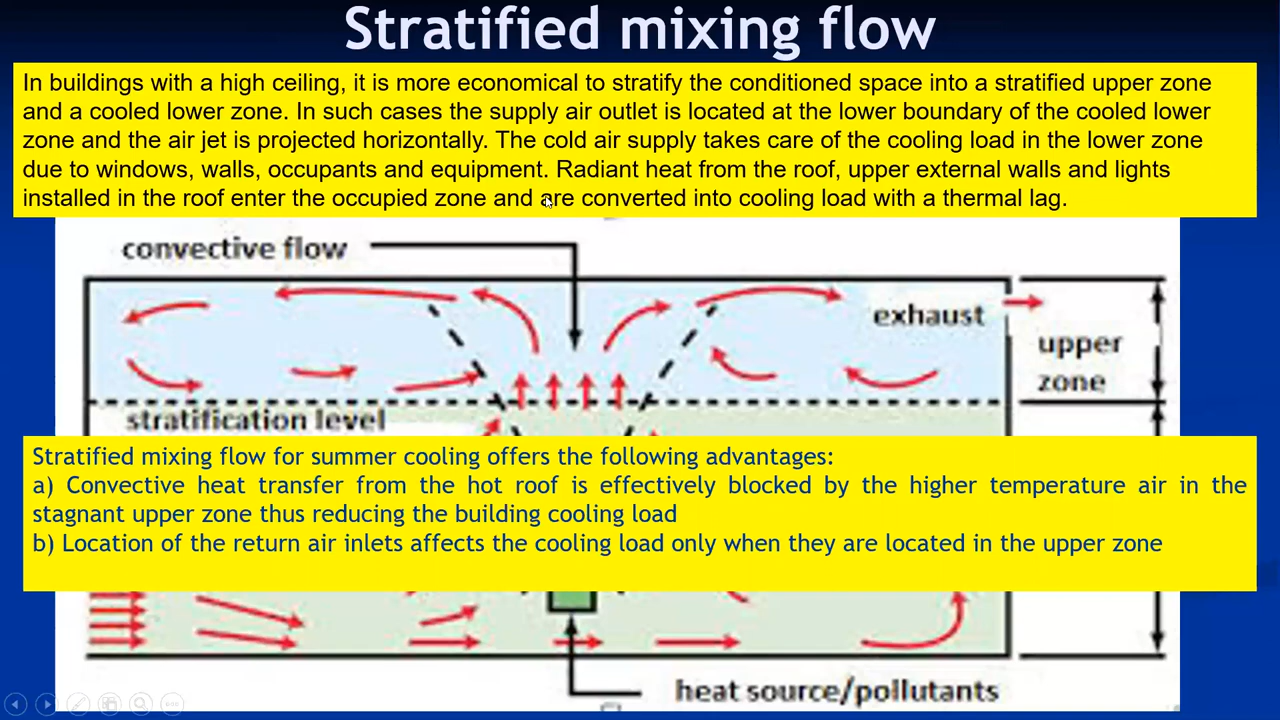 Stratified mixing flow
In buildings with a high ceiling, it is more economical to stratify the conditioned space into a stratified upper zone
and a cooled lower zone. In such cases the supply air outlet is located at the lower boundary of the cooled lower
zone and the air jet is projected horizontally. The cold air supply takes care of the cooling load in the lower zone
due to windows, walls, occupants and equipment. Radiant heat from the roof, upper external walls and lights
installed in the roof enter the occupied zone and are converted into cooling load with a thermal lag.
convective flow
exhaust
upper
zone
stratification level
Stratified mixing flow for summer cooling offers the following advantages:
a) Convective heat transfer from the hot roof is effectively blocked by the higher temperature air in the
stagnant upper zone thus reducing the building cooling load
b) Location of the return air inlets affects the cooling load only when they are located in the upper zone
heat source/pollutants